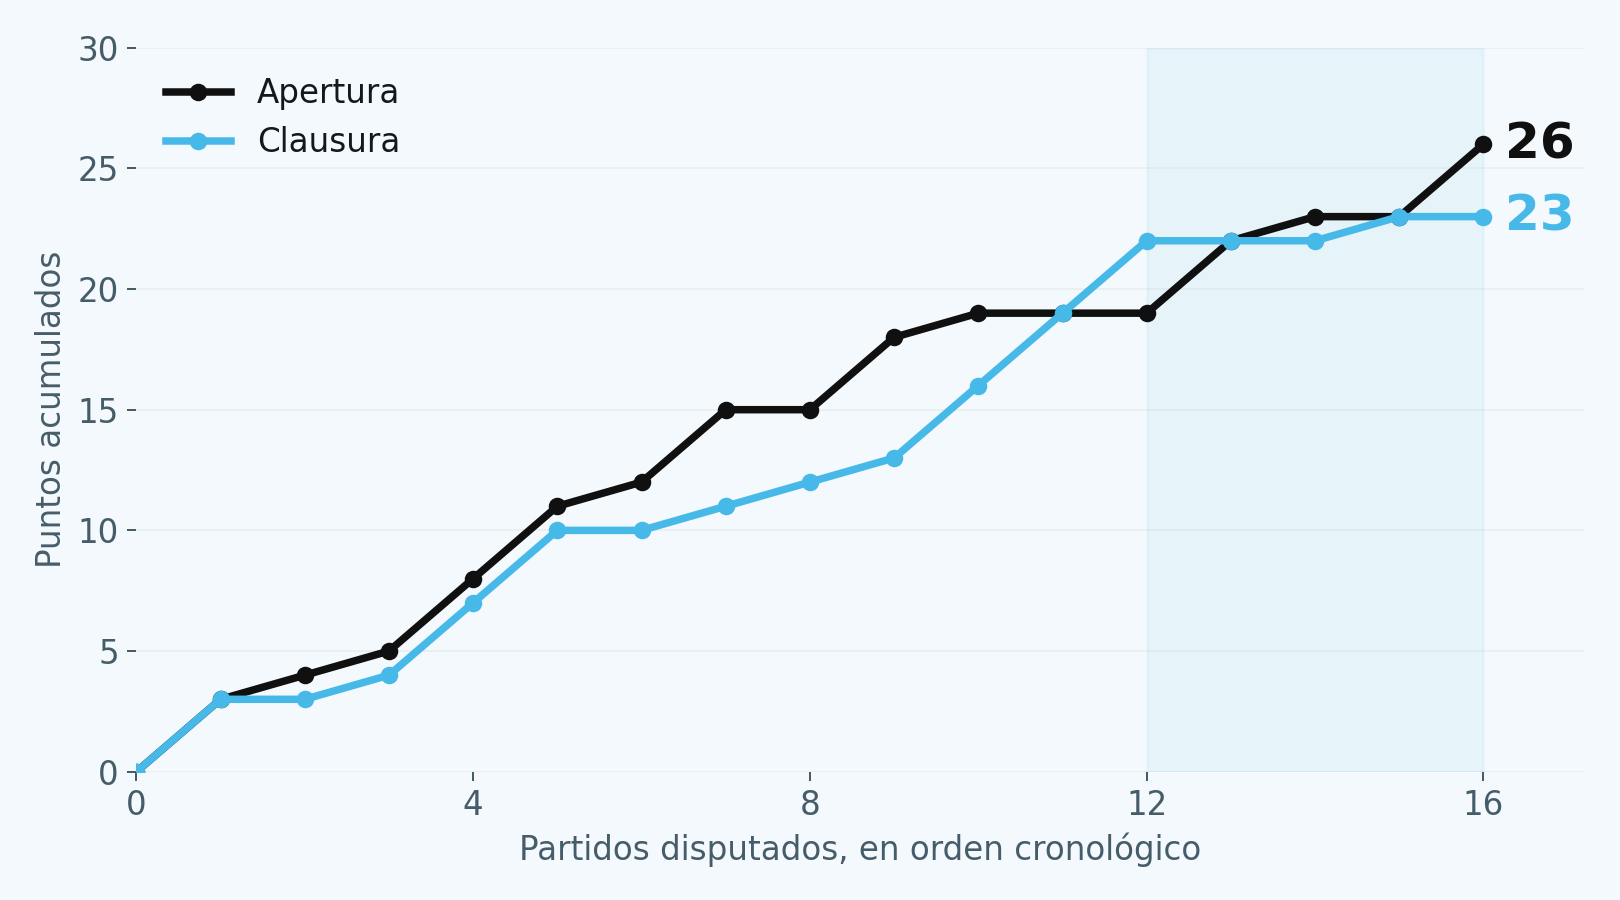 30
25
20
15
10
5
0
Puntos acumulados
Apertura
Clausura
26
23
0 4 8 12 16
Partidos disputados, en orden cronológico